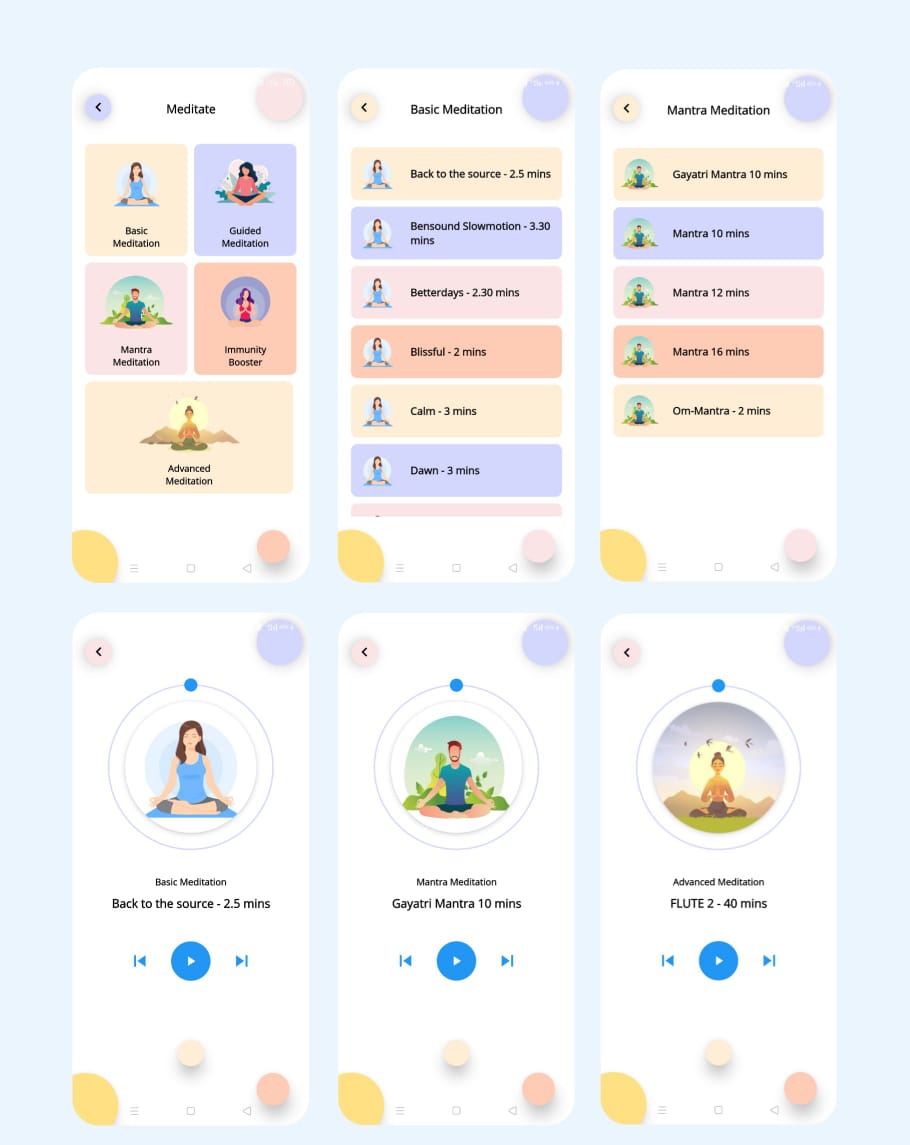 Meditate
Basic
Meditation
Guided
Meditation
Mantra
Meditation
Immunity
Booster
Advanced
Meditation
Basic Meditation
Back to the source - 2.5 mins
Bensound Slowmotion - 3.30
mins
Betterdays - 2.30 mins
Blissful - 2 mins
Calm - 3 mins
Dawn - 3 mins
Mantra Meditation
Gayatri Mantra 10 mins
Mantra 10 mins
Mantra 12 mins
Mantra 16 mins
Om-Mantra - 2 mins
Basic Meditation
Back to the source - 2.5 mins
Mantra Meditation
Gayatri Mantra 10 mins
Advanced Meditation
FLUTE 2 - 40 mins